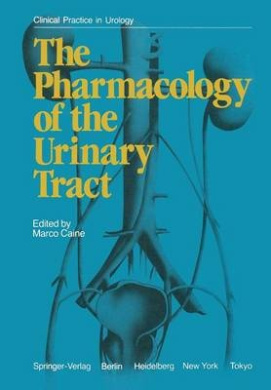 Clinical Practice in Urology
The
Pharmacology
of the
Urinary
Tract
Edited by
Marco Caine
Springer-Verlag Berlin Heidelberg New York Tokyo